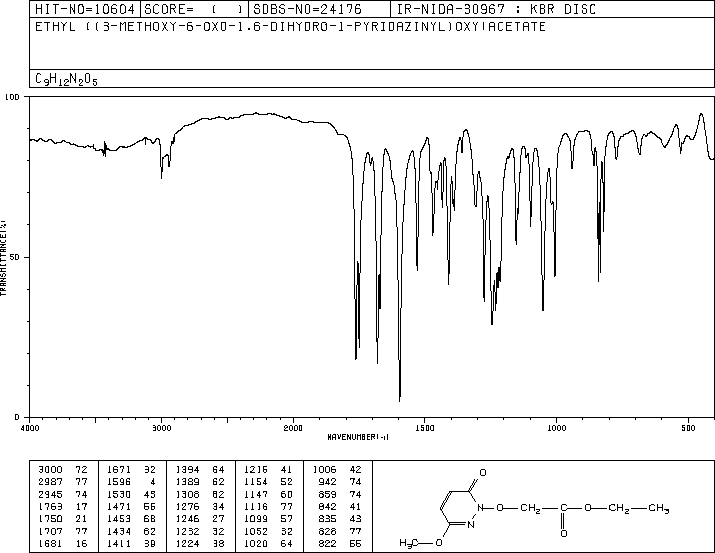 HIT-NO=10604 SCORE= ( ) SDBS-NO=24176 IR-NIDA-30967 : KBR DISC
ETHYL ((3-METHOXY-6-OXO-1,6-DIHYDRO-1-PYRIDAZINYL)OXY)ACETATE
C9H12N2O5
100
50
0
TRANSMITTANCE(%)
4000 3000 2000 1500 1000 500
WAVENUMBER(-1)
3000 72 1671 32 1394 64 1216 41 1006 42
2987 77 1596 4 1389 62 1154 52 942 74
2945 74 1530 45 1308 62 1147 60 859 74
1763 17 1471 55 1276 34 1116 77 842 41
1750 21 1453 68 1246 27 1099 57 835 43
1707 77 1434 62 1232 32 1052 32 828 77
1681 16 1411 39 1224 38 1020 64 822 55
O
N-O-CH2-C-O-CH2-CH3
N
O
CH3-O